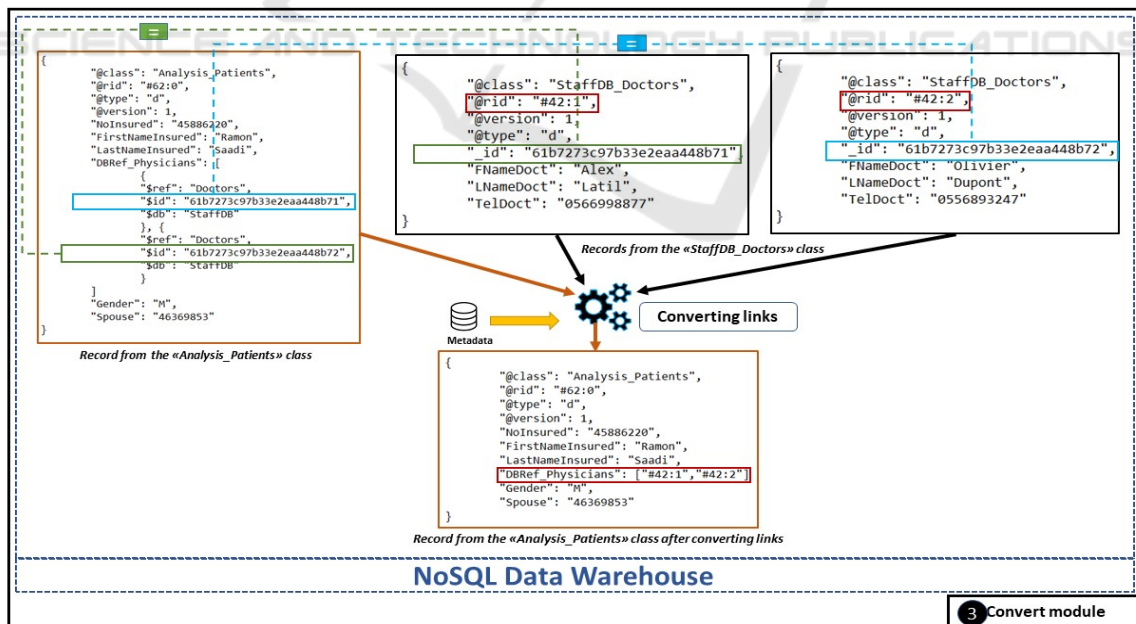 SCIENCE AND TECHNOLOGY PUBLICATIONS
=
=
{
"@class": "Analysis_Patients",
"@rid": "#62:0",
"@type": "d",
"@version": 1,
"NoInsured": "45886220",
"FirstNameInsured": "Ramon",
"LastNameInsured": "Saadi",
"DBRef_Physicians": [
{
"$ref": "Doctors",
"$id": "61b7273c97b33e2eaa448b71",
"$db": "StaffDB"
}, {
"$ref": "Doctors",
"$id": "61b7273c97b33e2eaa448b72",
"$db": "StaffDB"
}
]
"Gender": "M",
"Spouse": "46369853"
}
Record from the «Analysis_Patients» class
{
"@class": "StaffDB_Doctors",
"@rid": "#42:1",
"@version": 1,
"@type": "d",
"_id": "61b7273c97b33e2eaa448b71",
"FNameDoct": "Alex",
"LNameDoct": "Latil",
"TelDoct": "0566998877"
}
{
"@class": "StaffDB_Doctors",
"@rid": "#42:2",
"@version": 1,
"@type": "d",
"_id": "61b7273c97b33e2eaa448b72",
"FNameDoct": "Olivier",
"LNameDoct": "Dupont",
"TelDoct": "0556893247"
}
Records from the «StaffDB_Doctors» class
Metadata
Converting links
{
"@class": "Analysis_Patients",
"@rid": "#62:0",
"@type": "d",
"@version": 1,
"NoInsured": "45886220",
"FirstNameInsured": "Ramon",
"LastNameInsured": "Saadi",
"DBRef_Physicians": ["#42:1","#42:2"]
"Gender": "M",
"Spouse": "46369853"
}
Record from the «Analysis_Patients» class after converting links
NoSQL Data Warehouse
3 Convert module